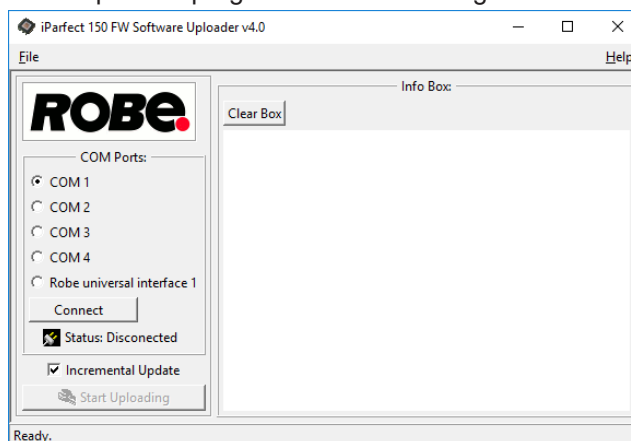 iParfect 150 FW Software Uploader v4.0
File
Help
ROBE
COM Ports:
COM 1
COM 2
COM 3
COM 4
Robe universal interface 1
Connect
Status: Disconected
Incremental Update
Start Uploading
Info Box:
Clear Box
Ready.